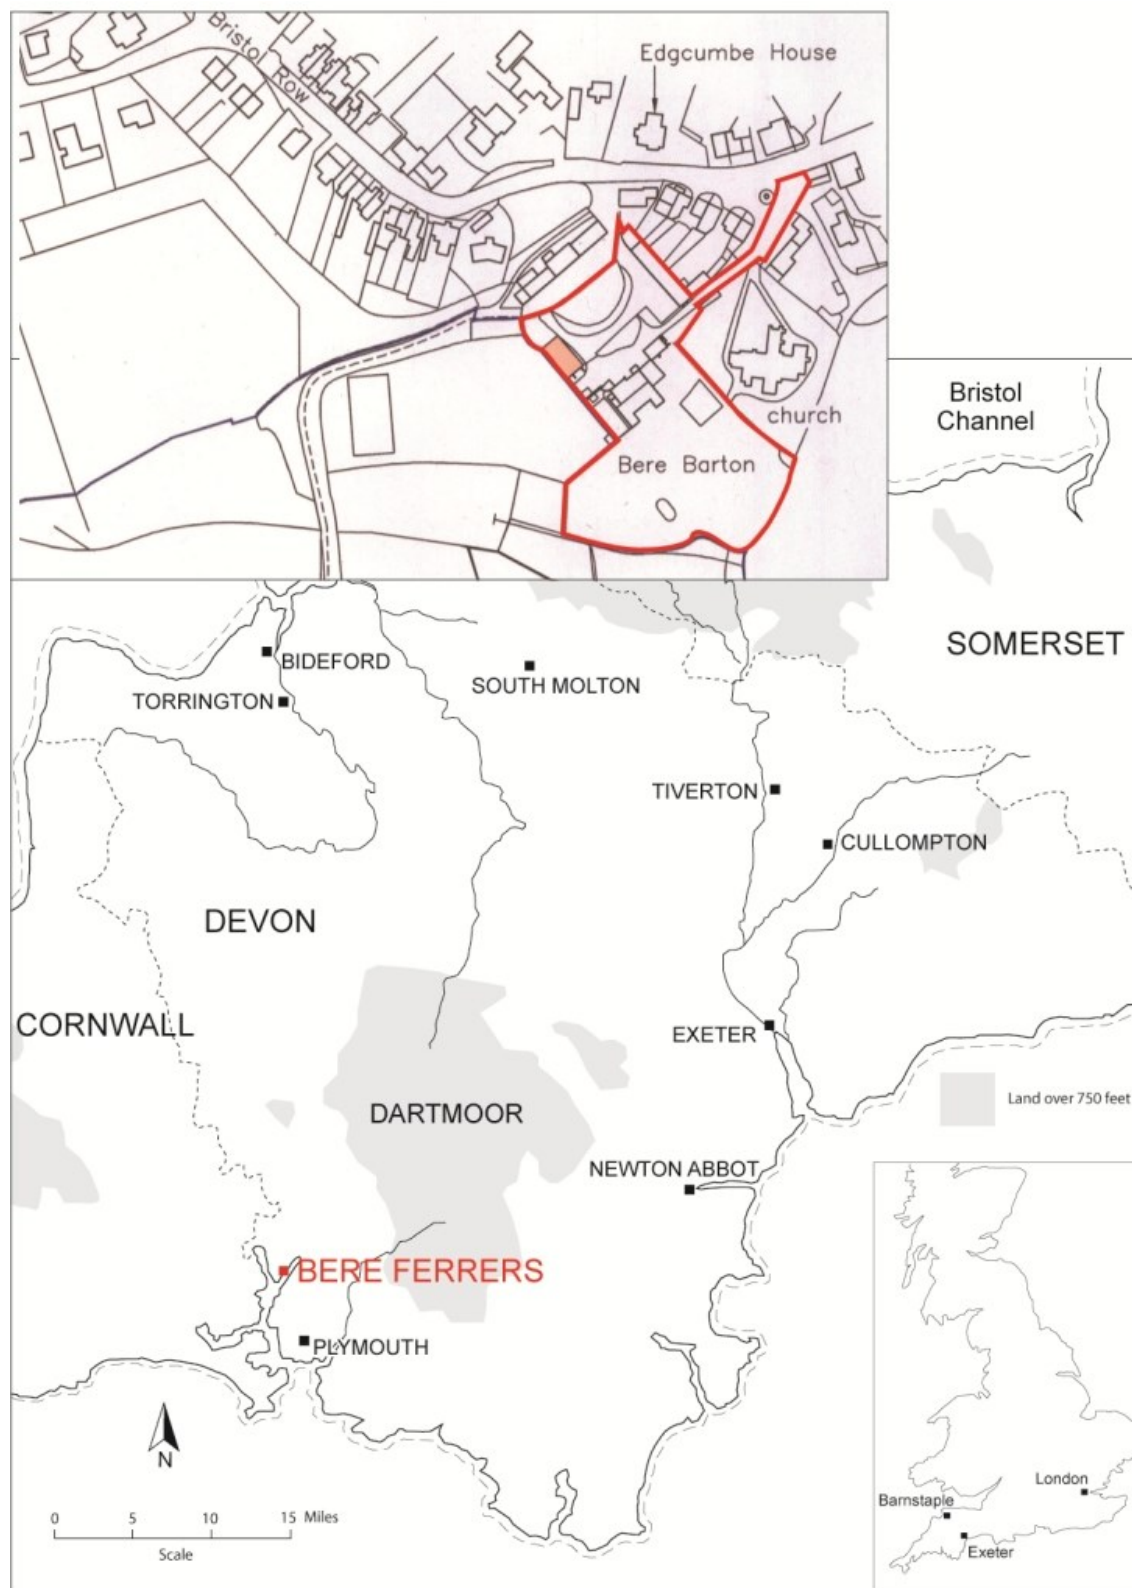 Bristol Row
Edgcumbe House
church
Bere Barton
Bristol
Channel
SOMERSET
BIDEFORD
SOUTH MOLTON
TORRINGTON
TIVERTON
CULLOMPTON
DEVON
CORNWALL
EXETER
Land over 750 feet
DARTMOOR
NEWTON ABBOT
BERE FERRERS
PLYMOUTH
N
0 5 10 15 Miles
Scale
London
Barnstaple
Exeter